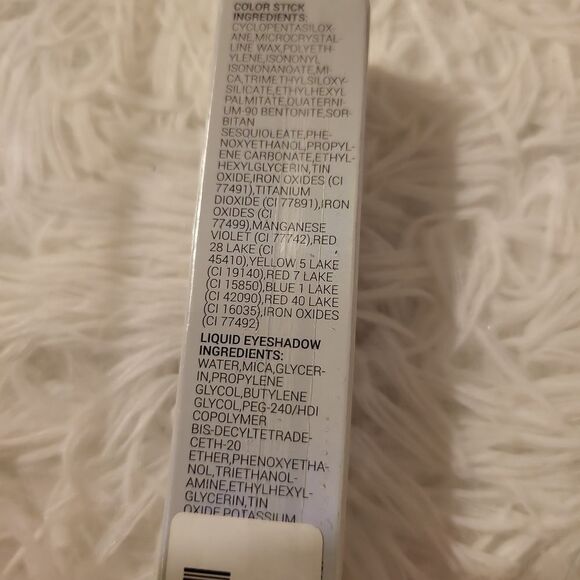 COLOR STICK
INGREDIENTS:
CYCLOPENTASILOX-
ANE,MICROCRYSTAL-
LINE WAX,POLYETH-
YLENE,ISONONYL
ISONONANOATE,MI-
CA,TRIMETHYLSILOXY-
SILICATE,ETHYLHEXYL
PALMITATE,QUATERNI-
UM-90 BENTONITE,SOR-
BITAN
SESQUIOLEATE,PHE-
NOXYETHANOL,PROPYL-
ENE CARBONATE,ETHYL-
HEXYLGLYCERIN,TIN
OXIDE,IRON OXIDES (CI
77491),TITANIUM
DIOXIDE (CI 77891),IRON
OXIDES (CI
77499),MANGANESE
VIOLET (CI 77742),RED
28 LAKE (CI
45410),YELLOW 5 LAKE
(CI 19140),RED 7 LAKE
(CI 15850),BLUE 1 LAKE
(CI 42090),RED 40 LAKE
(CI 16035),IRON OXIDES
(CI 77492)
LIQUID EYESHADOW
INGREDIENTS:
WATER,MICA,GLYCER-
IN,PROPYLENE
GLYCOL,BUTYLENE
GLYCOL,PEG-240/HDI
COPOLYMER
BIS-DECYLTETRADE-
CETH-20
ETHER,PHENOXYETHA-
NOL,TRIETHANOL-
AMINE,ETHYLHEXYL-
GLYCERIN,TIN
OXIDE,POTASSIUM